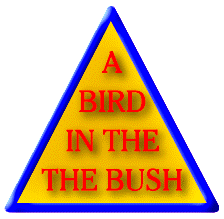 A
BIRD
IN THE
THE BUSH